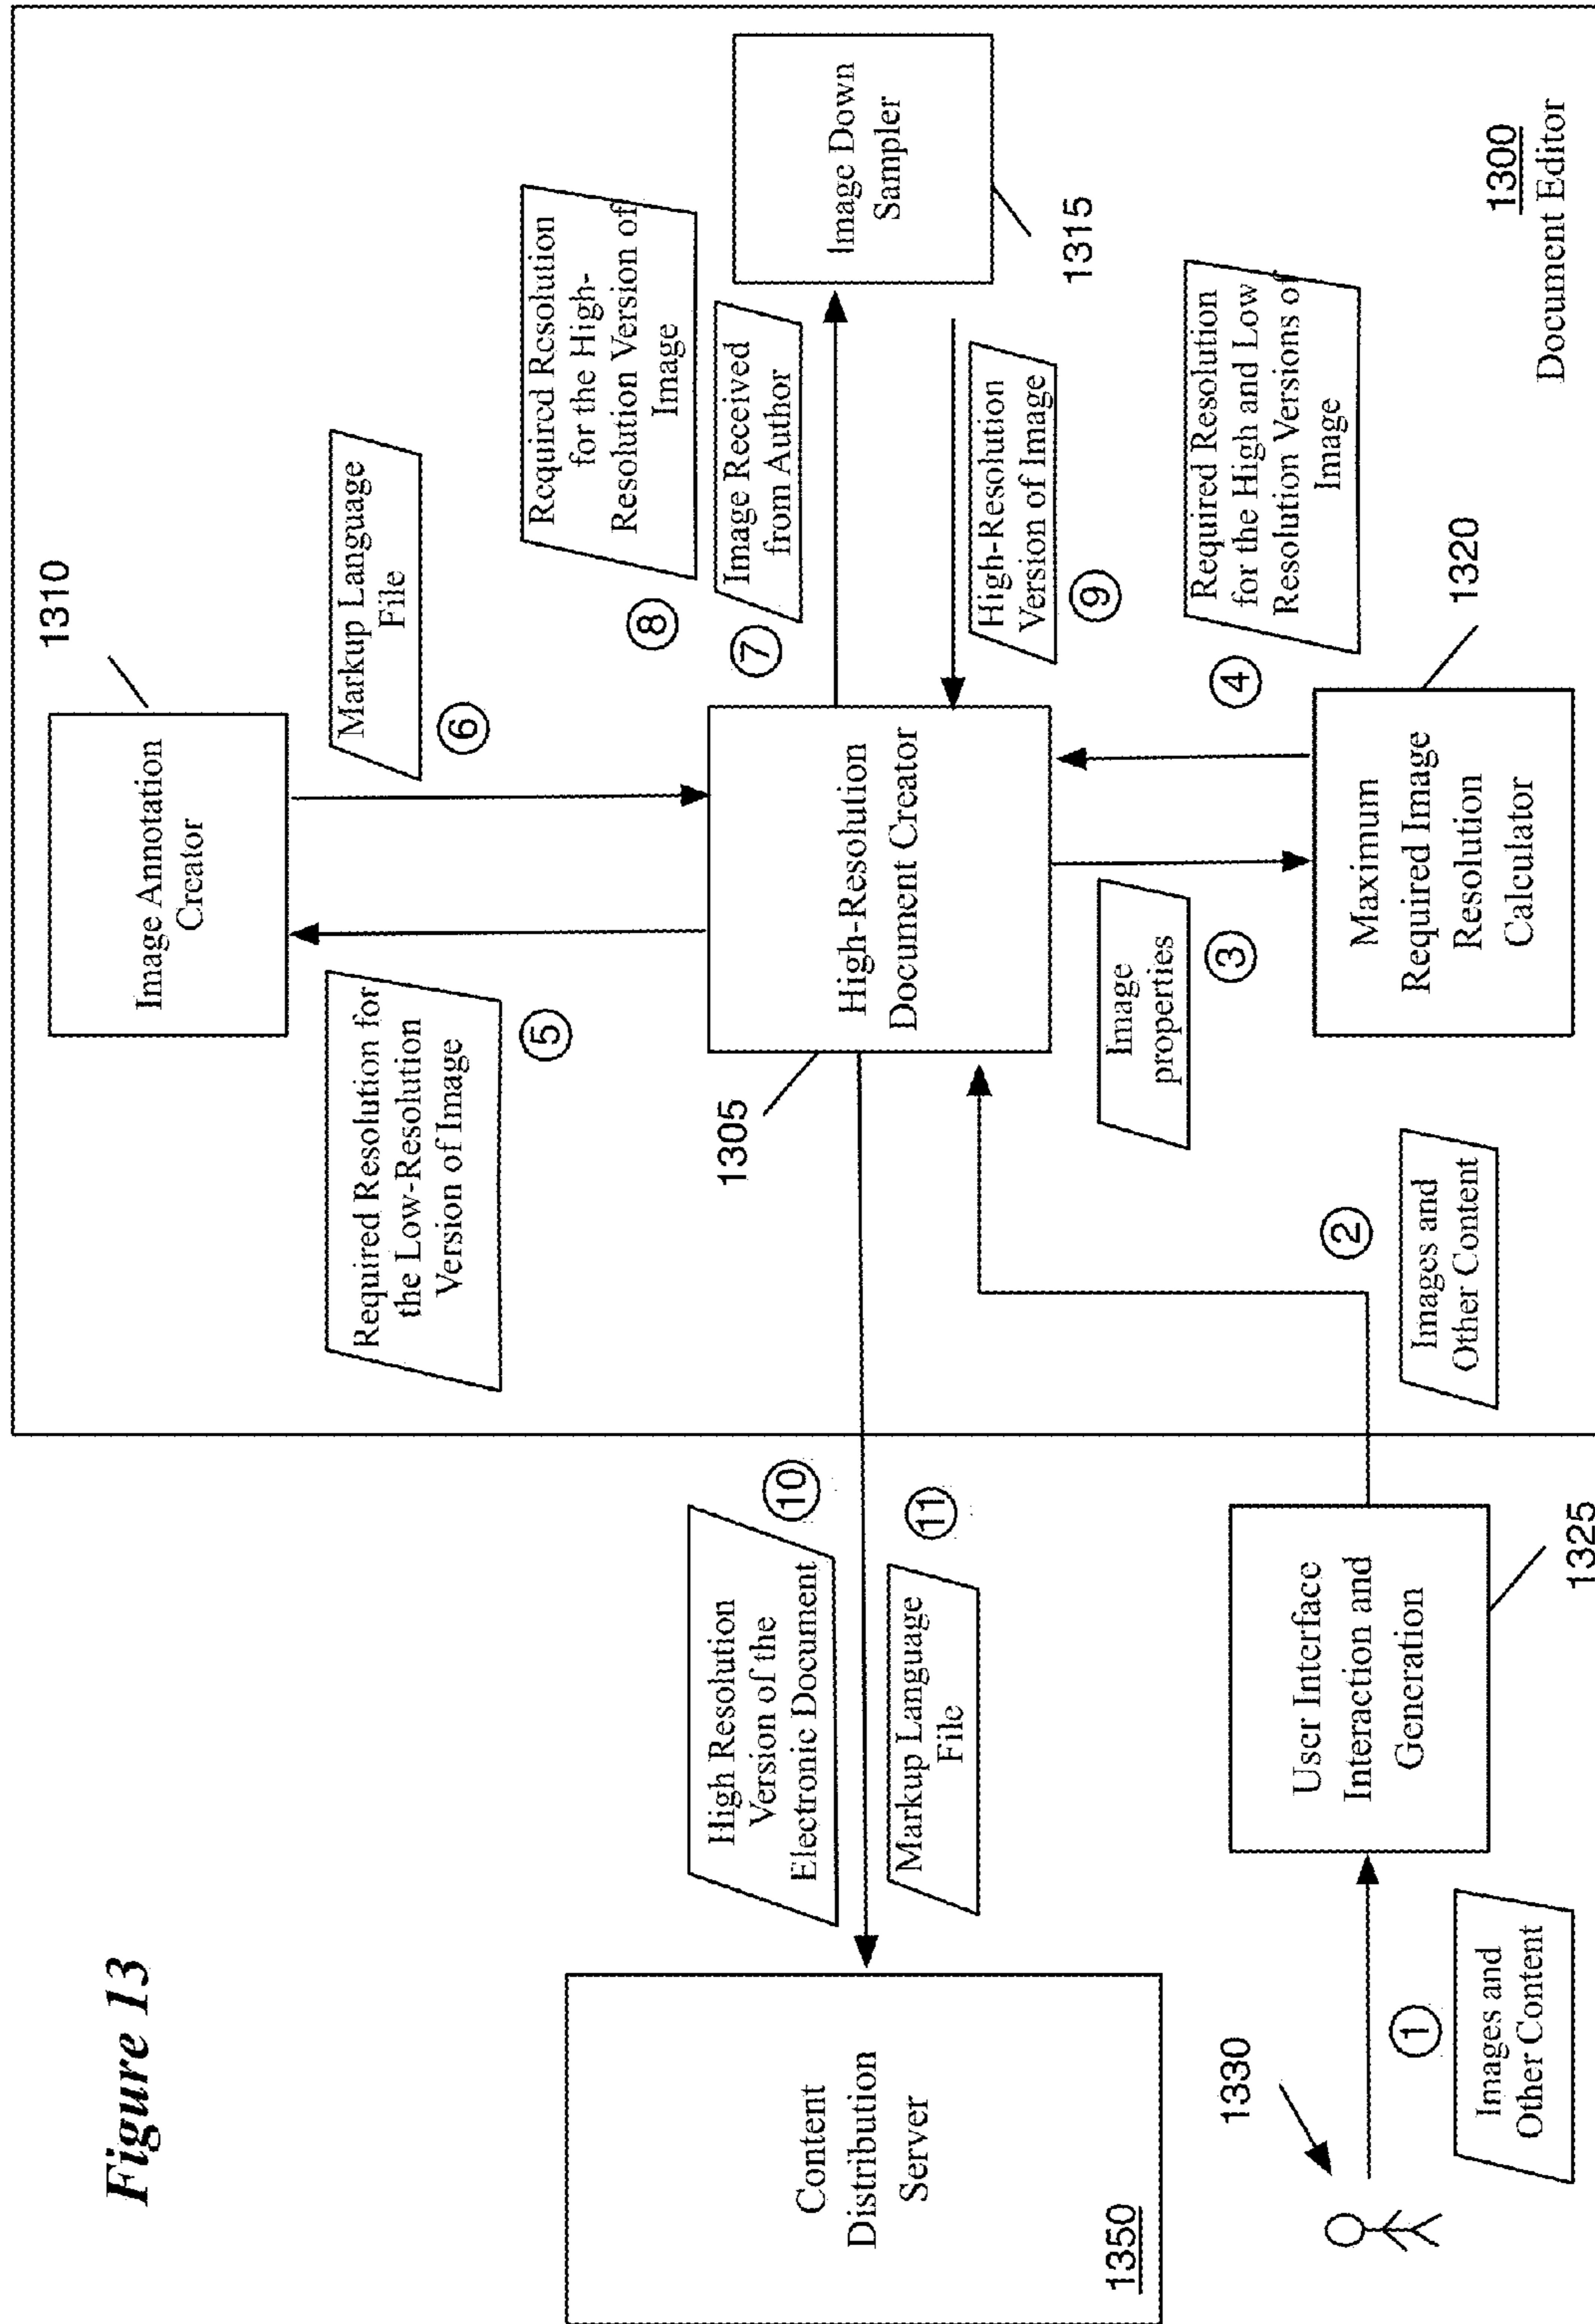 Figure 13
Content
Distribution
Server
1350
1330
1
Images and
Other Content
User Interface
Interaction and
Generation
1325
High Resolution
Version of the
Electronic Document
10
Markup Language
File
11
2
Images and
Other Content
1300
Document Editor
1305
High-Resolution
Document Creator
Image
properties
3
Maximum
Required Image
Resolution
Calculator
1320
4
Required Resolution
for the High and Low
Resolution Versions of
Image
Required Resolution for
the Low-Resolution
Version of Image
5
Image Annotation
Creator
1310
Markup Language
File
6
7
Image Received
from Author
8
Required Resolution
for the High-
Resolution Version of
Image
Image Down
Sampler
1315
High-Resolution
Version of Image
9